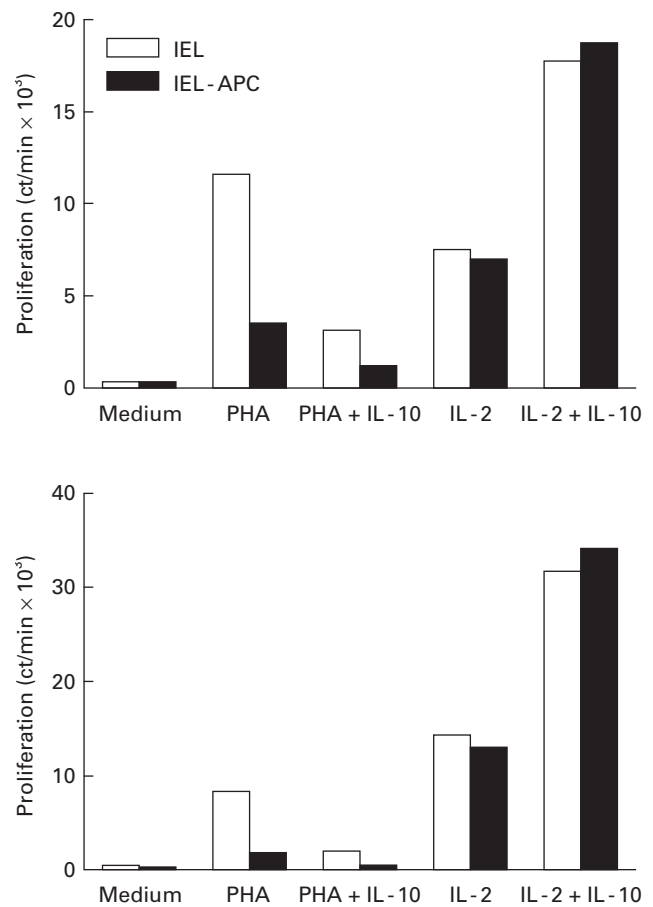 20
IEL
IEL-APC
15
10
5
0
Proliferation (ct/min × 10³)
Medium PHA PHA + IL-10 IL-2 IL-2 + IL-10
40
30
20
10
0
Proliferation (ct/min × 10³)
Medium PHA PHA + IL-10 IL-2 IL-2 + IL-10